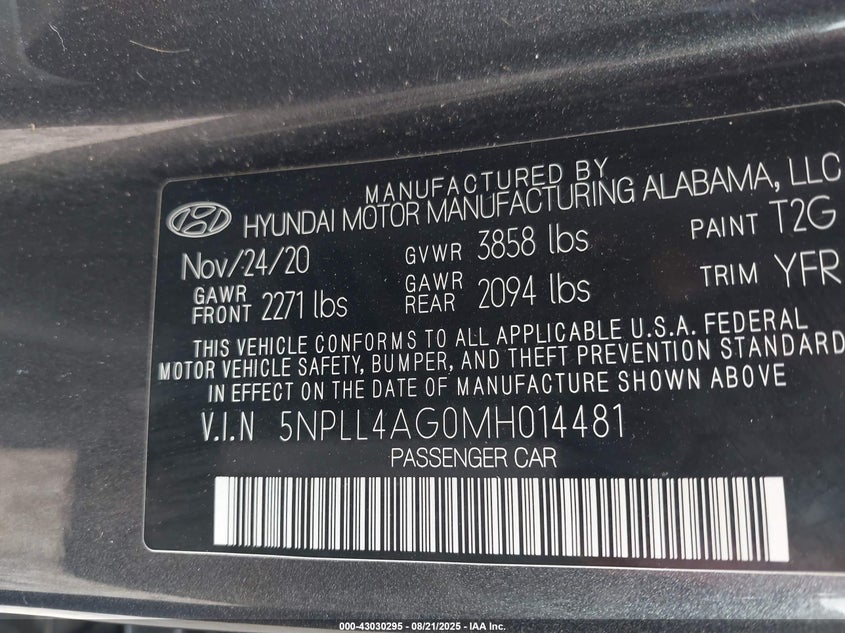 MANUFACTURED BY
HYUNDAI MOTOR MANUFACTURING ALABAMA, LLC
Nov/24/20 GVWR 3858 lbs PAINT T2G
GAWR FRONT 2271 lbs GAWR REAR 2094 lbs TRIM YFR
THIS VEHICLE CONFORMS TO ALL APPLICABLE U.S.A. FEDERAL
MOTOR VEHICLE SAFETY, BUMPER, AND THEFT PREVENTION STANDARD
IN EFFECT ON THE DATE OF MANUFACTURE SHOWN ABOVE
V.I.N 5NPLL4AG0MH014481
PASSENGER CAR
000-43030295 - 08/21/2025 - IAA Inc.